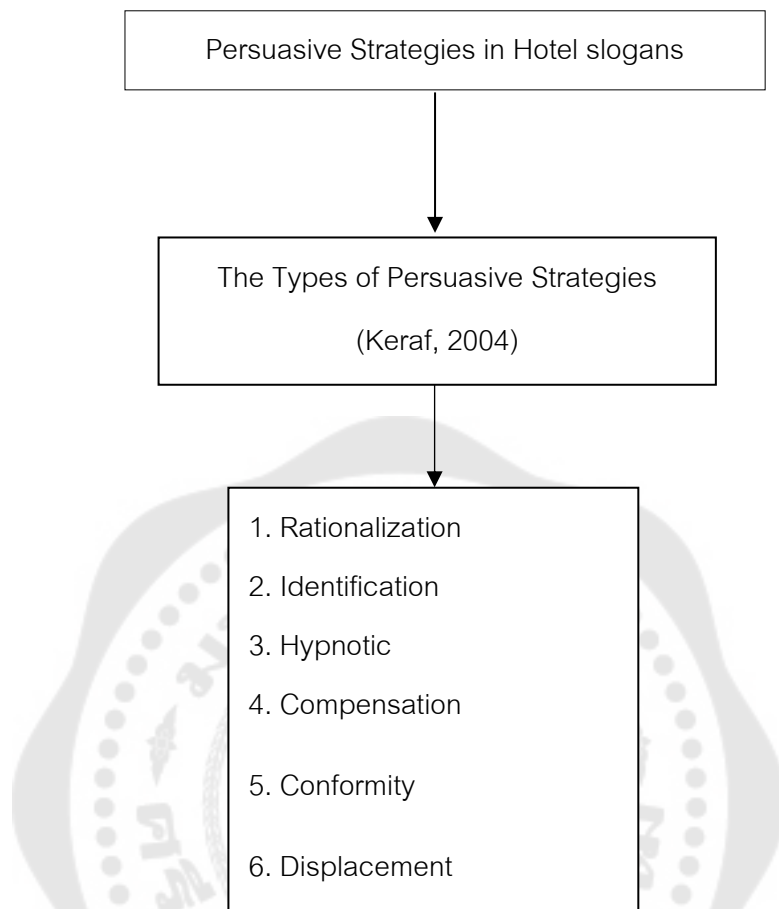 Persuasive Strategies in Hotel slogans
The Types of Persuasive Strategies
(Keraf, 2004)
1. Rationalization
2. Identification
3. Hypnotic
4. Compensation
5. Conformity
6. Displacement